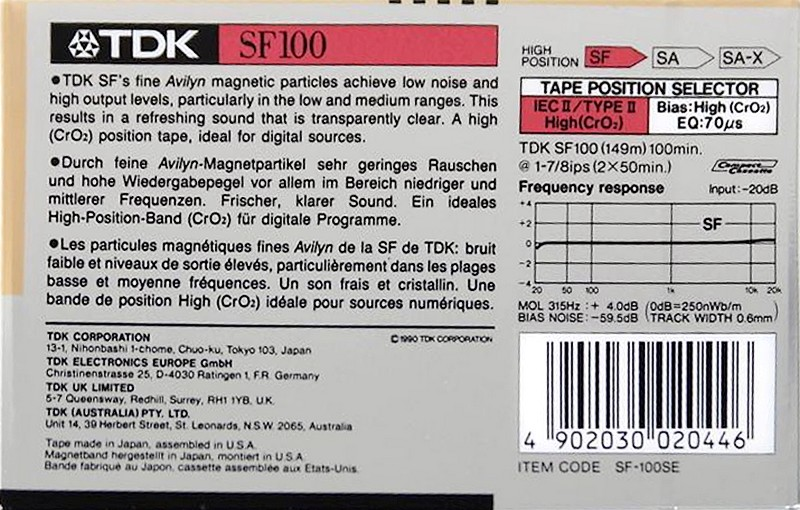 TDK SF100
●TDK SF's fine Avilyn magnetic particles achieve low noise and
high output levels, particularly in the low and medium ranges. This
results in a refreshing sound that is transparently clear. A high
(CrO₂) position tape, ideal for digital sources.
●Durch feine Avilyn-Magnetpartikel sehr geringes Rauschen
und hohe Wiedergabepegel vor allem im Bereich niedriger und
mittlerer Frequenzen. Frischer, klarer Sound. Ein ideales
High-Position-Band (CrO₂) für digitale Programme.
●Les particules magnétiques fines Avilyn de la SF de TDK: bruit
faible et niveaux de sortie élevés, particulièrement dans les plages
basse et moyenne fréquences. Un son frais et cristallin. Une
bande de position High (CrO₂) idéale pour sources numériques.
TDK CORPORATION
©1990 TDK CORPORATION
13-1, Nihonbashi 1-chome, Chuo-ku, Tokyo 103, Japan
TDK ELECTRONICS EUROPE GmbH
Christinenstrasse 25, D-4030 Ratingen 1, F.R. Germany
TDK UK LIMITED
5-7 Queensway, Redhill, Surrey, RH1 1YB, U.K.
TDK (AUSTRALIA) PTY. LTD.
Unit 14, 39 Herbert Street, St. Leonards, N.S.W. 2065, Australia
Tape made in Japan, assembled in U.S.A.
Magnetband hergestellt in Japan, montiert in U.S.A.
Bande fabriqué au Japon, cassette assemblée aux Etats-Unis.
HIGH
POSITION
SF SA SA-X
TAPE POSITION SELECTOR
IEC II/TYPE II
High(CrO₂)
Bias:High (CrO₂)
EQ:70μs
TDK SF100 (149m) 100min.
@ 1-7/8ips (2×50min.)
Compact Cassette
Frequency response Input:-20dB
+4
+2
0
-2
-4
SF
20 50 100 1k 10k 20k
MOL 315Hz :+ 4.0dB (0dB=250nWb/m
BIAS NOISE:-59.5dB TRACK WIDTH 0.6mm)
4 902030 020446
ITEM CODE SF-100SE